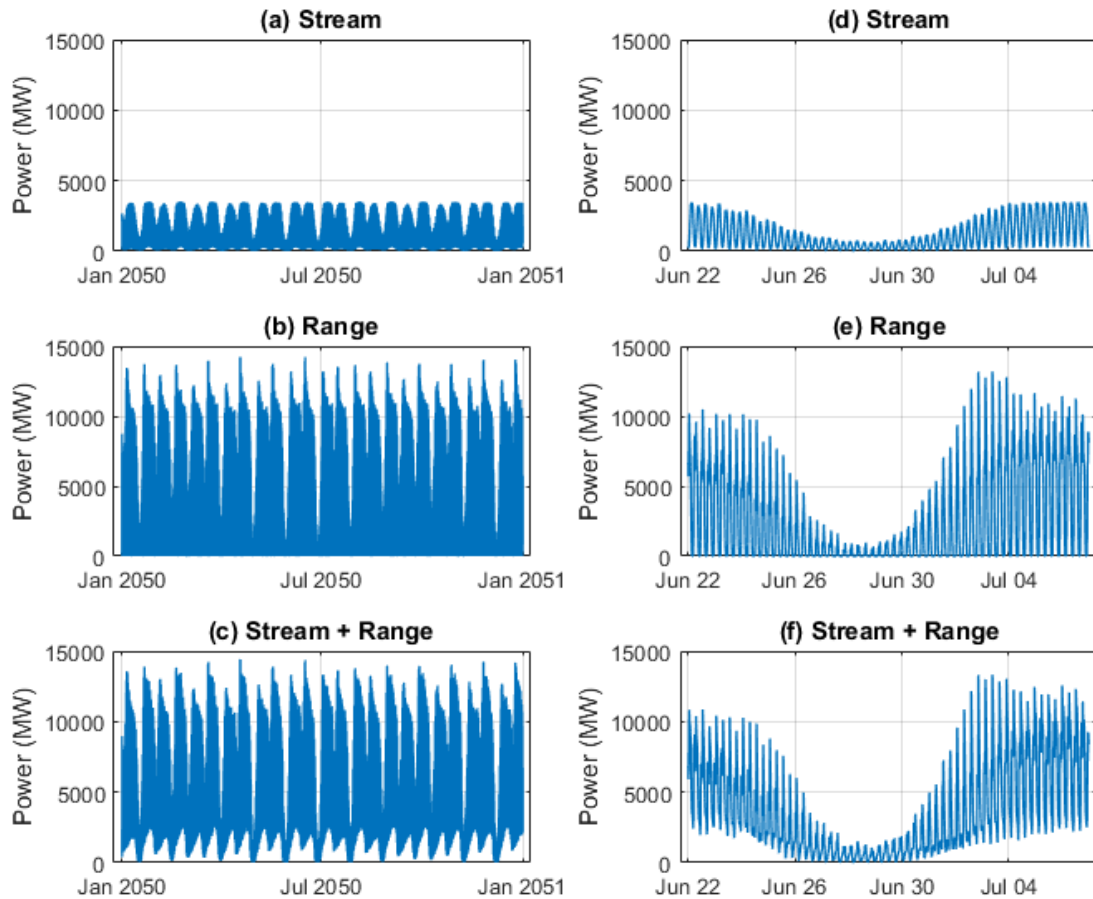 (a) Stream
Power (MW)
15000
10000
5000
0
Jan 2050 Jul 2050 Jan 2051
(d) Stream
Power (MW)
15000
10000
5000
0
Jun 22 Jun 26 Jun 30 Jul 04
(b) Range
Power (MW)
15000
10000
5000
0
Jan 2050 Jul 2050 Jan 2051
(e) Range
Power (MW)
15000
10000
5000
0
Jun 22 Jun 26 Jun 30 Jul 04
(c) Stream + Range
Power (MW)
15000
10000
5000
0
Jan 2050 Jul 2050 Jan 2051
(f) Stream + Range
Power (MW)
15000
10000
5000
0
Jun 22 Jun 26 Jun 30 Jul 04